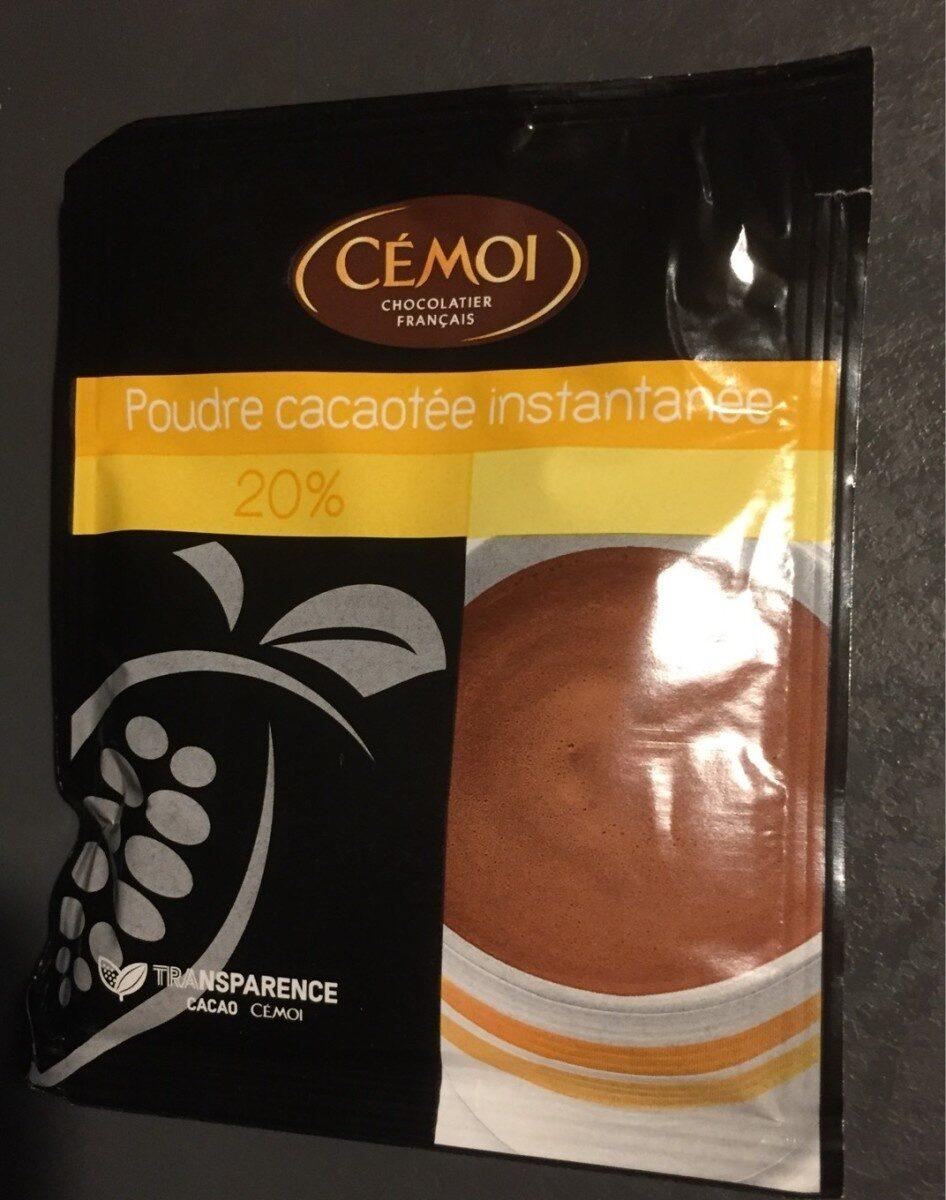 CÉMOI
CHOCOLATIER
FRANÇAIS
Poudre cacaotée instantanée
20%
TRANSPARENCE
CACAO CÉMOI